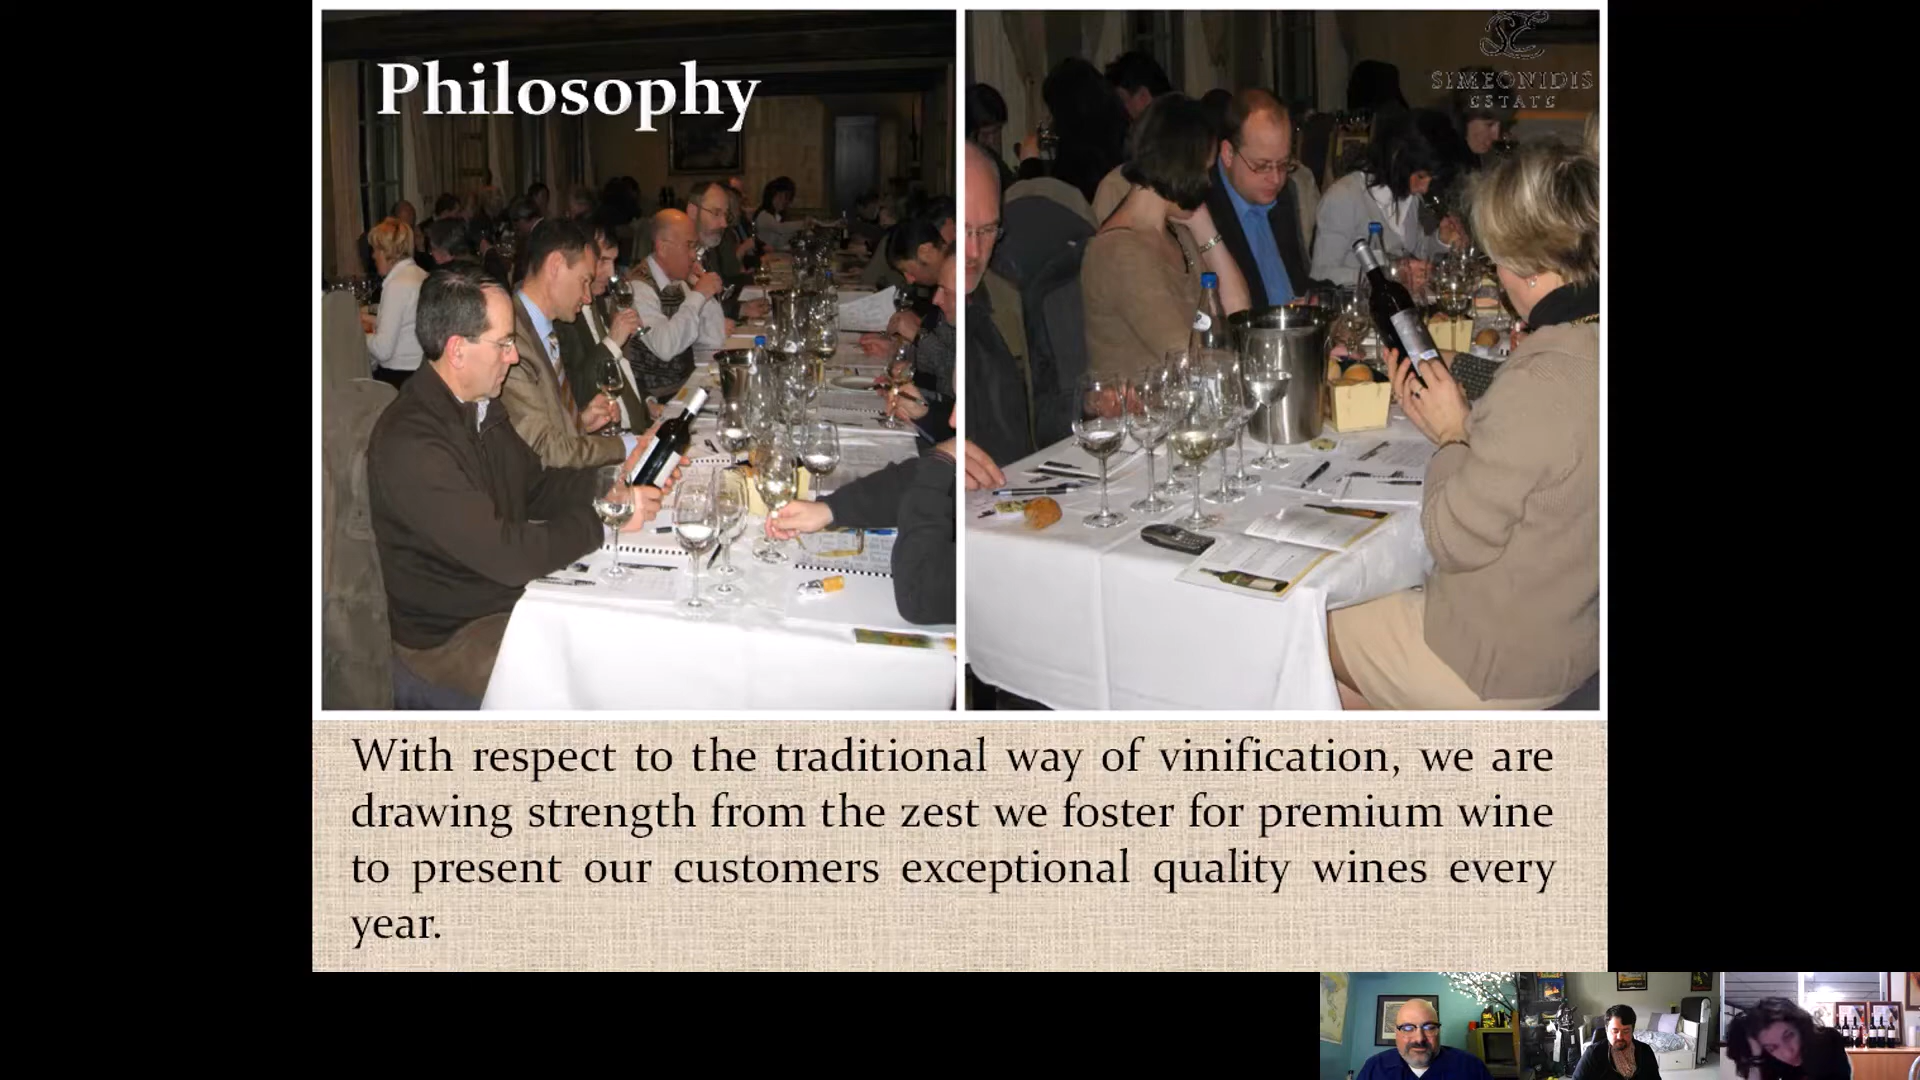 Philosophy
SE
SIMEONIDIS
ESTATE
With respect to the traditional way of vinification, we are
drawing strength from the zest we foster for premium wine
to present our customers exceptional quality wines every
year.